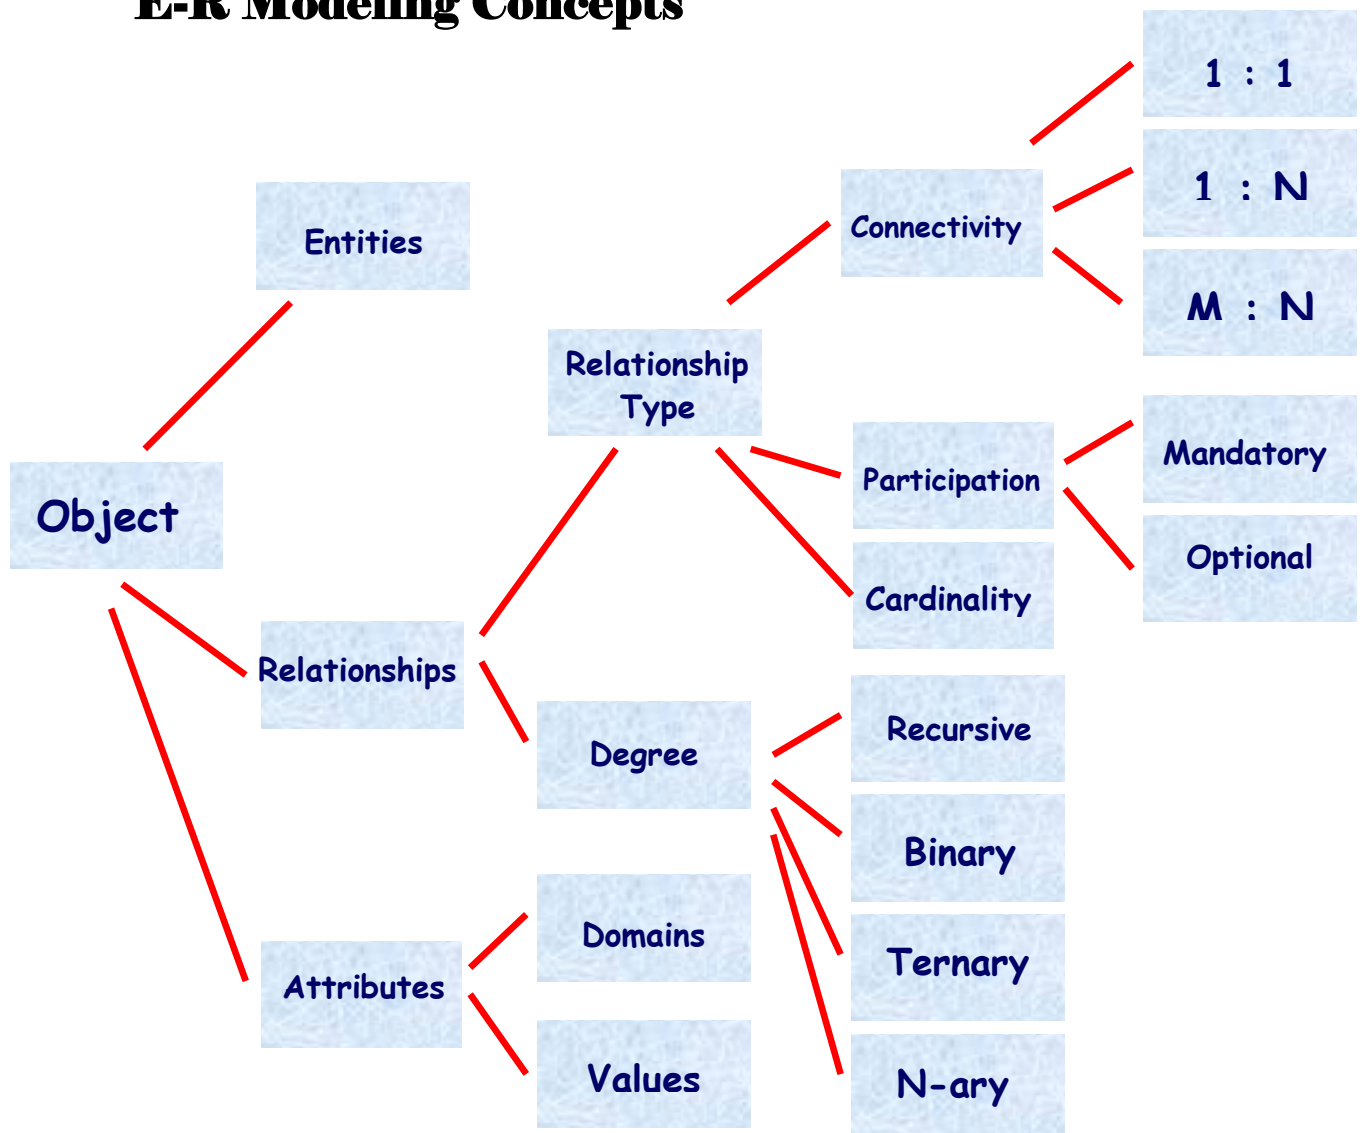 E-R Modeling Concepts
1 : 1
1 : N
Connectivity
Entities
M : N
Relationship
Type
Mandatory
Participation
Object
Optional
Cardinality
Relationships
Recursive
Degree
Binary
Domains
Ternary
Attributes
Values
N-ary